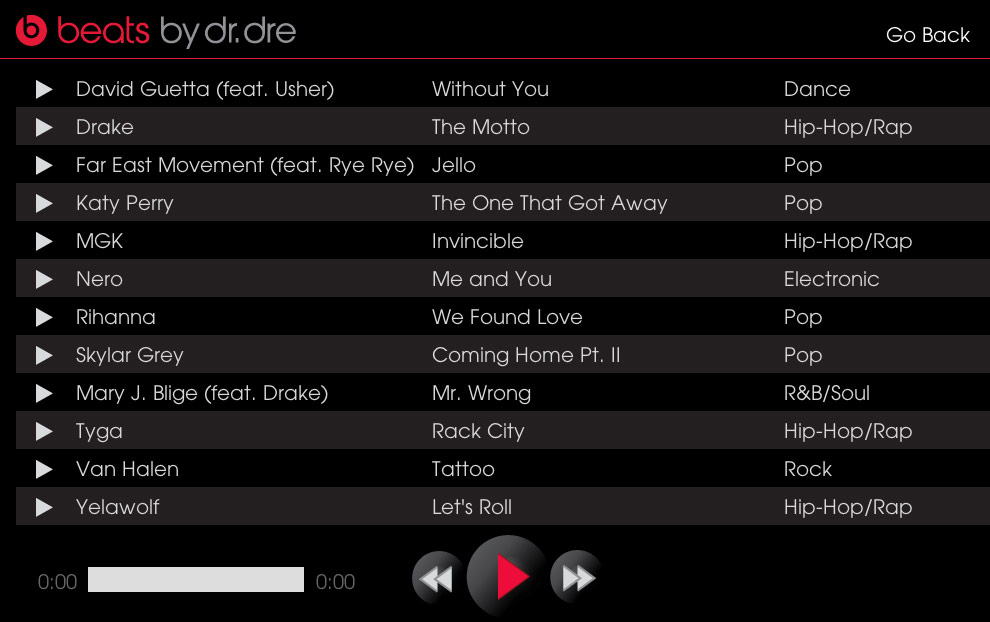 beats by dr. dre
Go Back
David Guetta (feat. Usher) Without You Dance
Drake The Motto Hip-Hop/Rap
Far East Movement (feat. Rye Rye) Jello Pop
Katy Perry The One That Got Away Pop
MGK Invincible Hip-Hop/Rap
Nero Me and You Electronic
Rihanna We Found Love Pop
Skylar Grey Coming Home Pt. II Pop
Mary J. Blige (feat. Drake) Mr. Wrong R&B/Soul
Tyga Rack City Hip-Hop/Rap
Van Halen Tattoo Rock
Yelawolf Let's Roll Hip-Hop/Rap
0:00 0:00